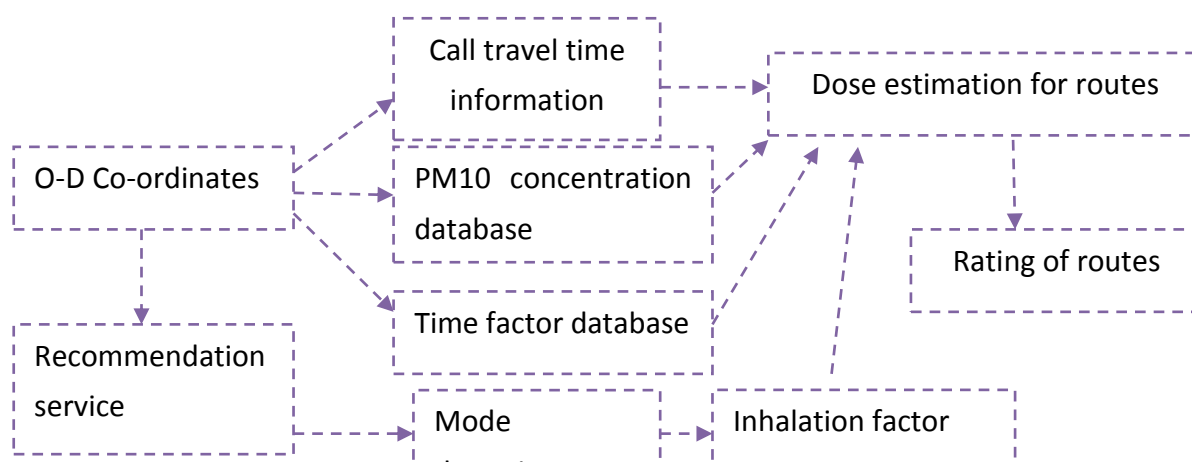 Call travel time
information
Dose estimation for routes
O-D Co-ordinates
PM10 concentration
database
Rating of routes
Time factor database
Recommendation
service
Mode
Inhalation factor